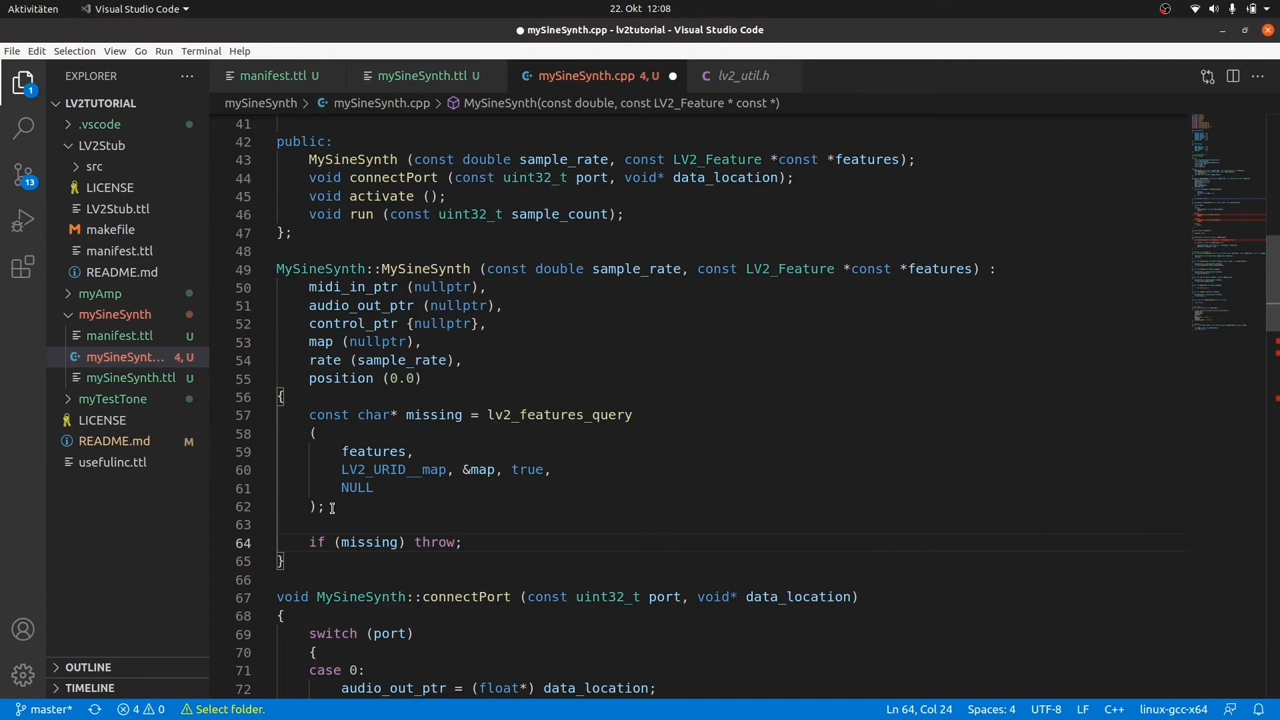 Aktivitäten
Visual Studio Code
22. Okt 12:08
● mySineSynth.cpp - lv2tutorial - Visual Studio Code
File Edit Selection View Go Run Terminal Help
EXPLORER
manifest.ttl U
mySineSynth.ttl U
mySineSynth.cpp 4, U
lv2_util.h
mySineSynth > mySineSynth.cpp > MySineSynth(const double, const LV2_Feature * const *)
1
13
LV2TUTORIAL
.vscode
LV2Stub
src
LICENSE
LV2Stub.ttl
makefile
manifest.ttl
README.md
myAmp
mySineSynth
manifest.ttl U
mySineSynt... 4, U
mySineSynth.ttl U
myTestTone
LICENSE
README.md M
usefulinc.ttl
OUTLINE
TIMELINE
41
42 public:
43 MySineSynth (const double sample_rate, const LV2_Feature *const *features);
44 void connectPort (const uint32_t port, void* data_location);
45 void activate ();
46 void run (const uint32_t sample_count);
47 };
48
49 MySineSynth::MySineSynth (const double sample_rate, const LV2_Feature *const *features) :
50 midi_in_ptr (nullptr),
51 audio_out_ptr (nullptr),
52 control_ptr {nullptr},
53 map (nullptr),
54 rate (sample_rate),
55 position (0.0)
56 {
57 const char* missing = lv2_features_query
58 (
59 features,
60 LV2_URID__map, &map, true,
61 NULL
62 );
63
64 if (missing) throw;
65 }
66
67 void MySineSynth::connectPort (const uint32_t port, void* data_location)
68 {
69 switch (port)
70 {
71 case 0:
72 audio_out_ptr = (float*) data_location;
master* 4 0 Select folder. Ln 64, Col 24 Spaces: 4 UTF-8 LF C++ linux-gcc-x64